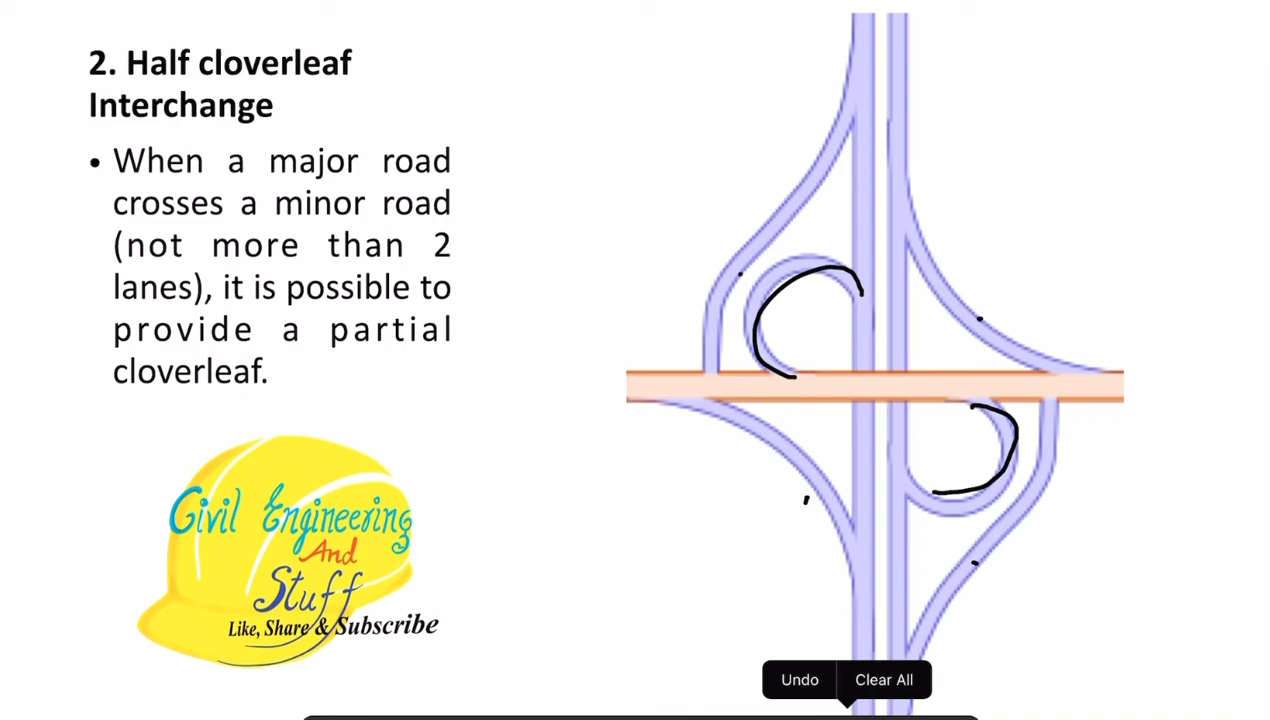 2. Half cloverleaf
Interchange
• When a major road
crosses a minor road
(not more than 2
lanes), it is possible to
provide a partial
cloverleaf.
Civil Engineering
And
Stuff
Like, Share & Subscribe
Undo Clear All